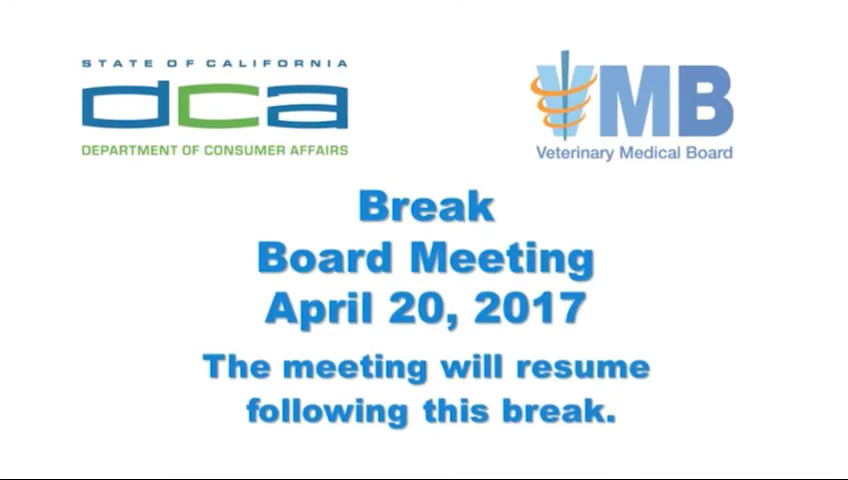 STATE OF CALIFORNIA
dca
DEPARTMENT OF CONSUMER AFFAIRS
VMB
Veterinary Medical Board
Break
Board Meeting
April 20, 2017
The meeting will resume
following this break.